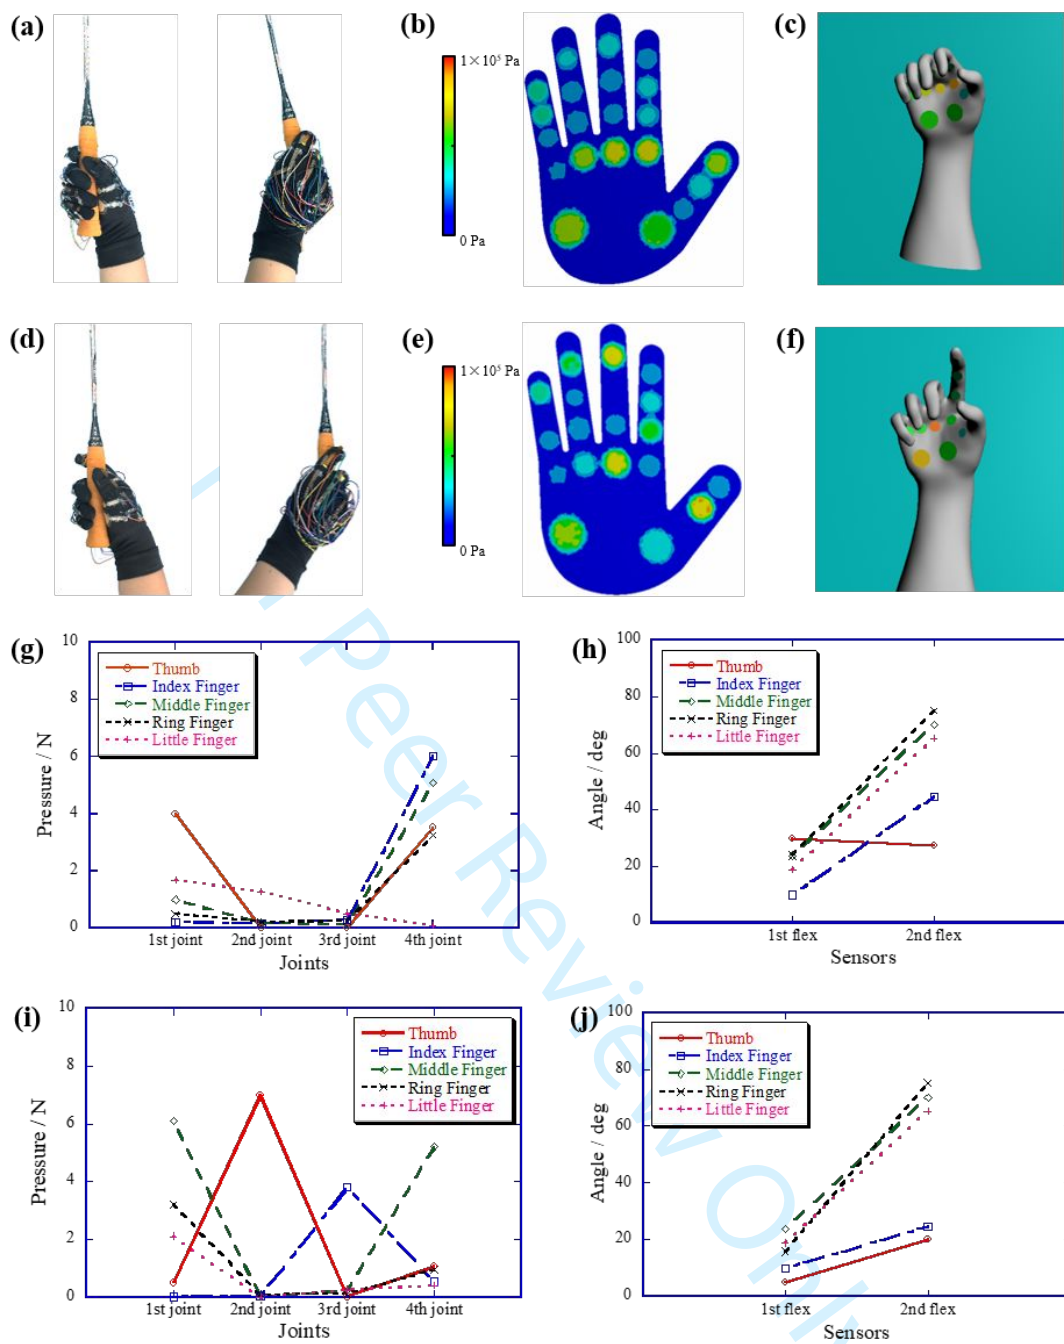 (a)
(b)
(c)
1×10⁵ Pa
0 Pa
(d)
(e)
(f)
1×10⁵ Pa
0 Pa
(g)
10
8
6
4
2
0
Pressure / N
Thumb
Index Finger
Middle Finger
Ring Finger
Little Finger
1st joint 2nd joint 3rd joint 4th joint
Joints
(h)
100
80
60
40
20
0
Angle / deg
Thumb
Index Finger
Middle Finger
Ring Finger
Little Finger
1st flex 2nd flex
Sensors
(i)
10
8
6
4
2
0
Pressure / N
Thumb
Index Finger
Middle Finger
Ring Finger
Little Finger
1st joint 2nd joint 3rd joint 4th joint
Joints
(j)
100
80
60
40
20
0
Angle / deg
Thumb
Index Finger
Middle Finger
Ring Finger
Little Finger
1st flex 2nd flex
Sensors
Peer Review Only